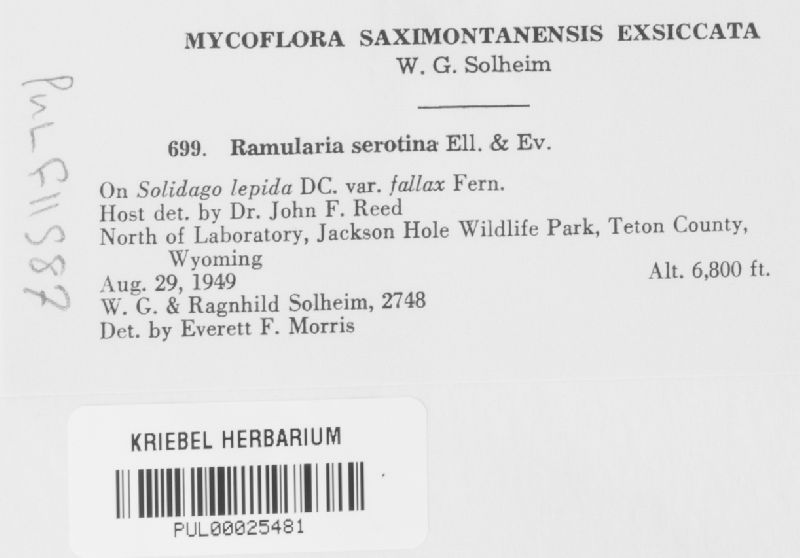 MYCOFLORA SAXIMONTANENSIS EXSICCATA
W. G. Solheim
699. Ramularia serotina Ell. & Ev.
On Solidago lepida DC. var. fallax Fern.
Host det. by Dr. John F. Reed
North of Laboratory, Jackson Hole Wildlife Park, Teton County,
Wyoming
Aug. 29, 1949 Alt. 6,800 ft.
W. G. & Ragnhild Solheim, 2748
Det. by Everett F. Morris
PUL F11587
KRIEBEL HERBARIUM
PUL00025481